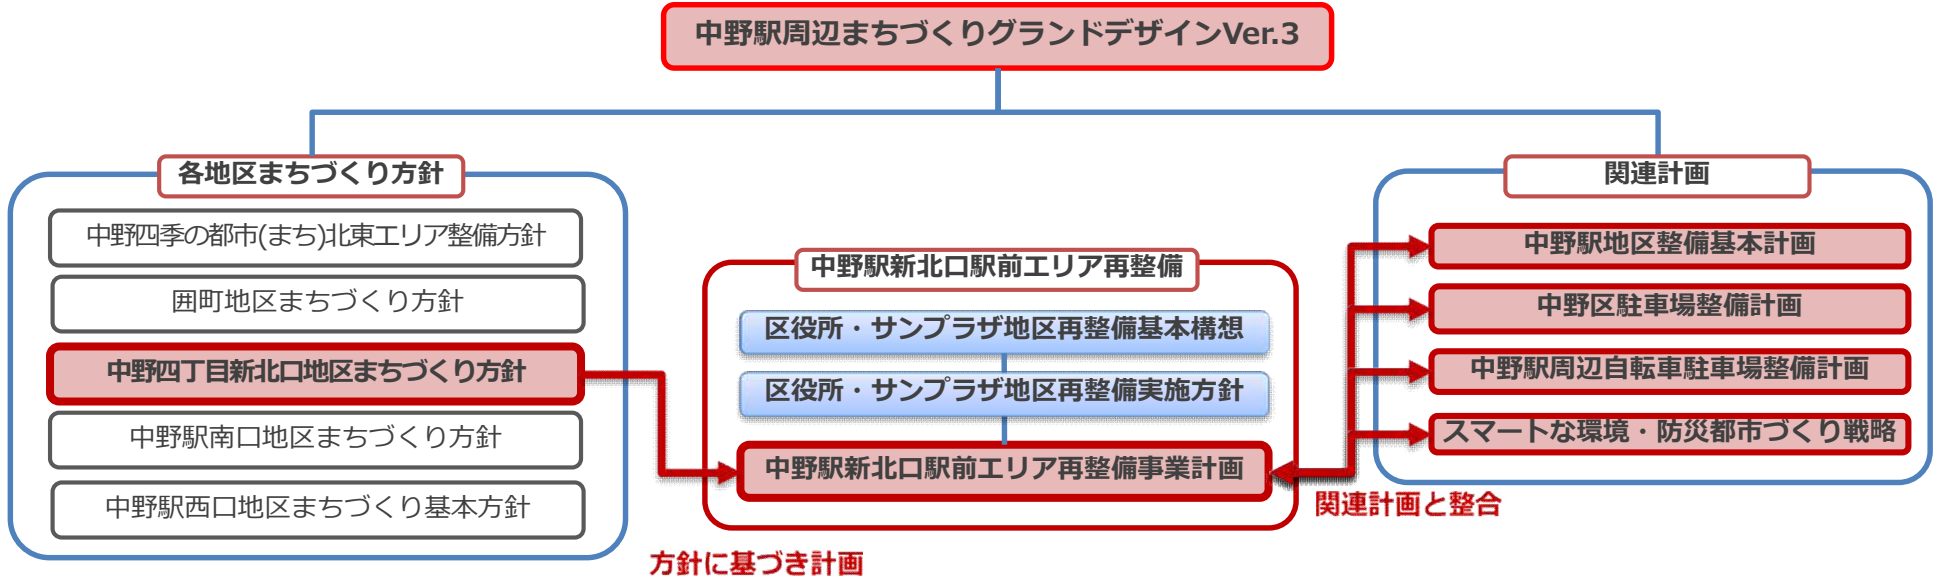 中野駅周辺まちづくりグランドデザインVer.3
各地区まちづくり方針
中野四季の都市(まち)北東エリア整備方針
囲町地区まちづくり方針
中野四丁目新北口地区まちづくり方針
中野駅南口地区まちづくり方針
中野駅西口地区まちづくり基本方針
中野駅新北口駅前エリア再整備
区役所・サンプラザ地区再整備基本構想
区役所・サンプラザ地区再整備実施方針
中野駅新北口駅前エリア再整備事業計画
方針に基づき計画
関連計画
中野駅地区整備基本計画
中野区駐車場整備計画
中野駅周辺自転車駐車場整備計画
スマートな環境・防災都市づくり戦略
関連計画と整合